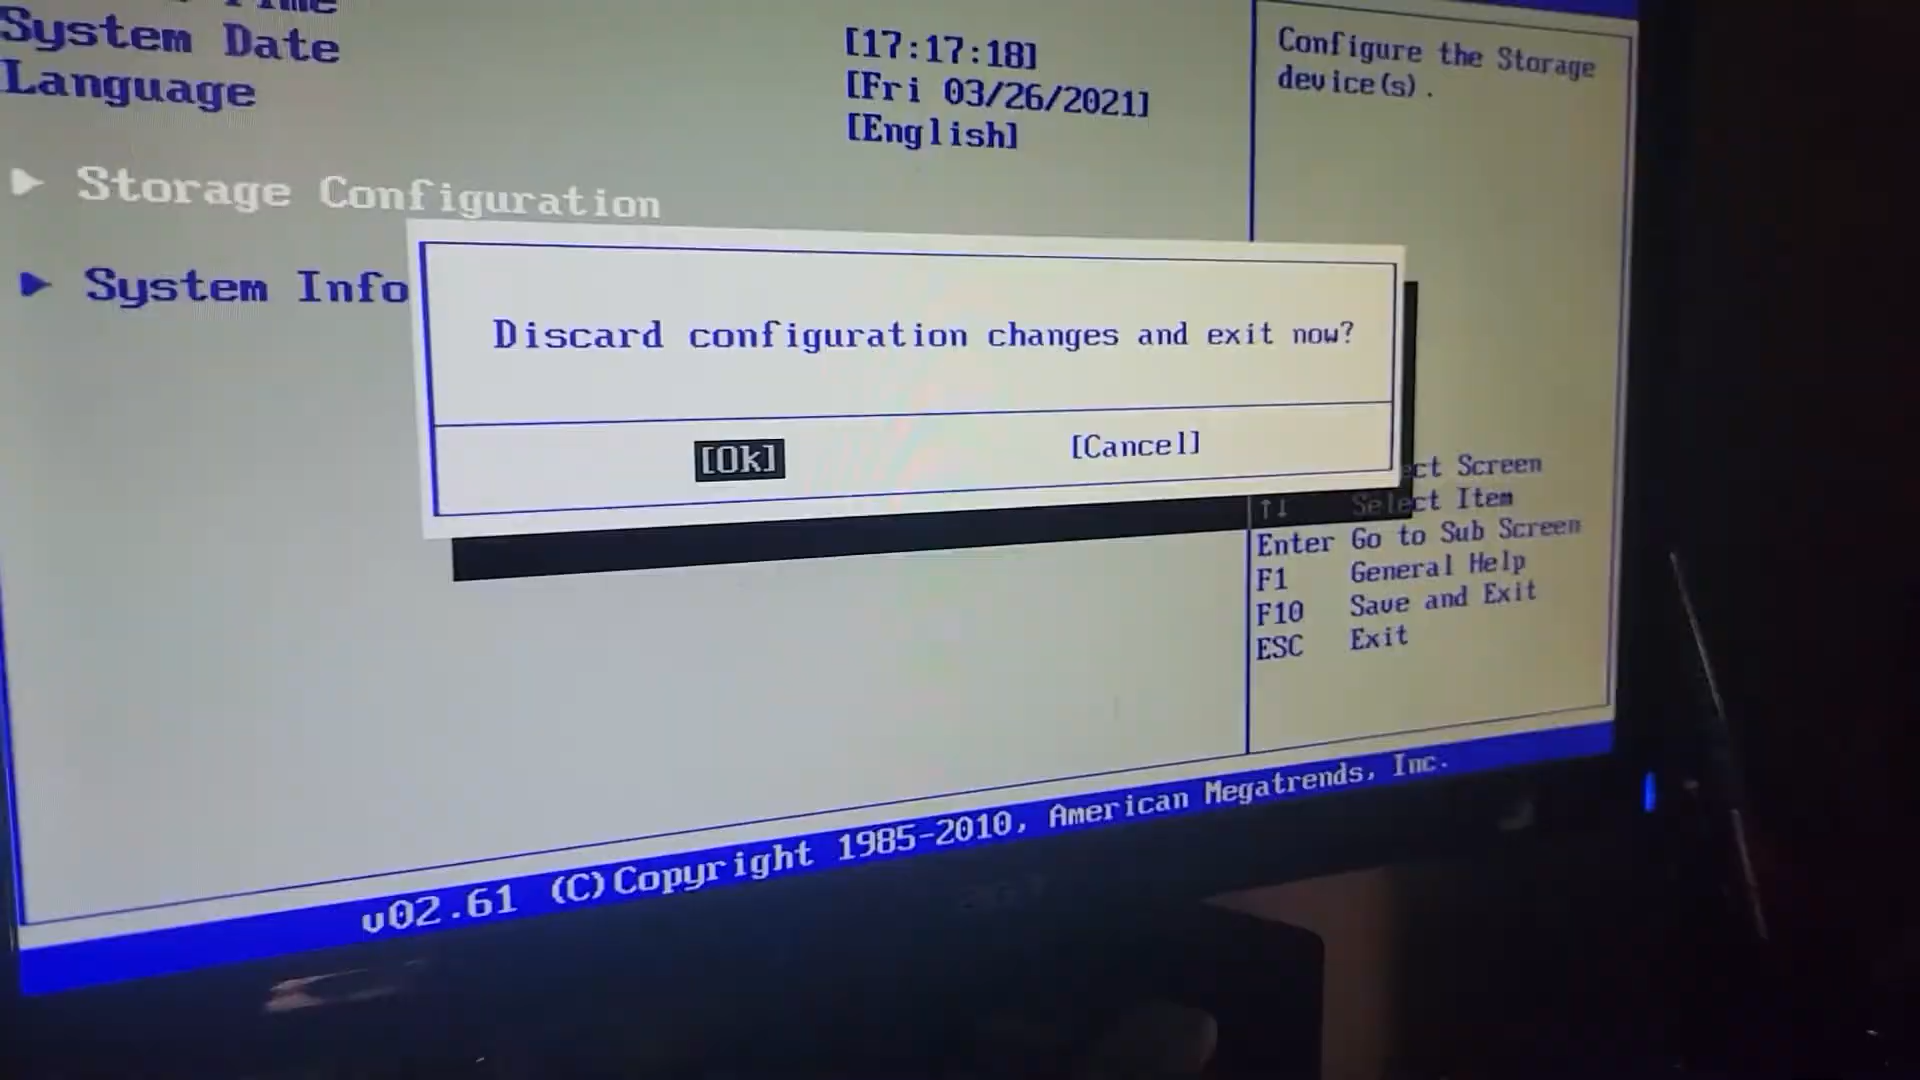 System Date
Language
[17:17:18]
[Fri 03/26/2021]
[English]
Storage Configuration
System Info
Configure the Storage
device(s).
Discard configuration changes and exit now?
[Ok] [Cancel]
Screen
↑↓ Select Item
Enter Go to Sub Screen
F1 General Help
F10 Save and Exit
ESC Exit
v02.61 (C)Copyright 1985-2010, American Megatrends, Inc.